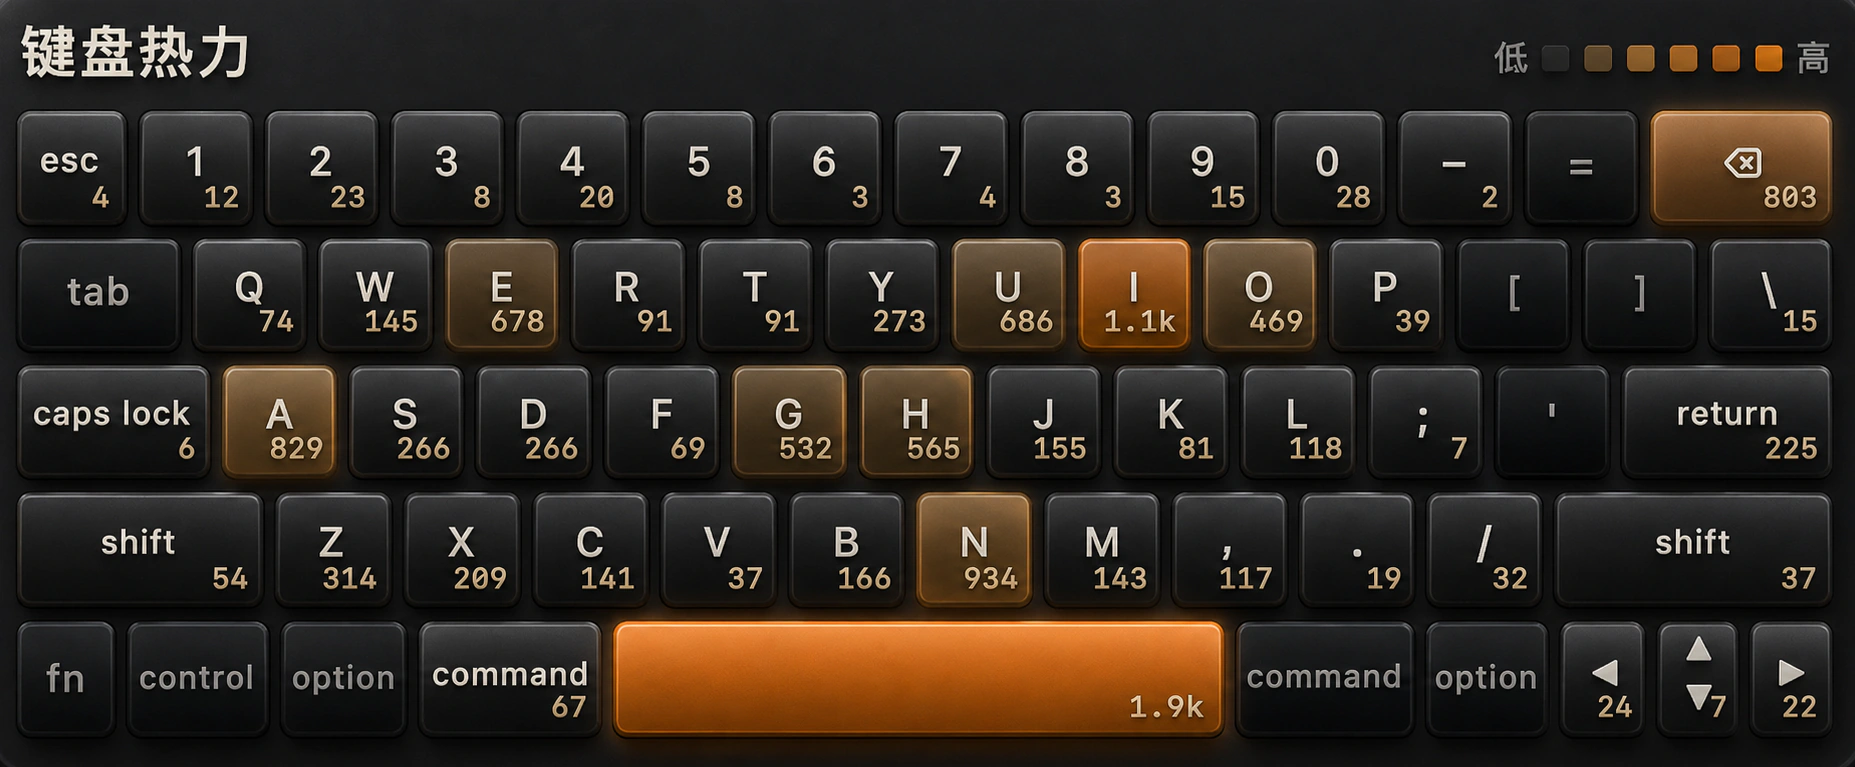 键盘热力
低 高
esc 4 1 12 2 23 3 8 4 20 5 8 6 3 7 4 8 3 9 15 0 28 − 2 = 803
tab Q 74 W 145 E 678 R 91 T 91 Y 273 U 686 I 1.1k O 469 P 39 [ ] \ 15
caps lock 6 A 829 S 266 D 266 F 69 G 532 H 565 J 155 K 81 L 118 ; 7 ' return 225
shift 54 Z 314 X 209 C 141 V 37 B 166 N 934 M 143 , 117 . 19 / 32 shift 37
fn control option command 67 1.9k command option ◀ 24 ▲ ▼ 7 ▶ 22